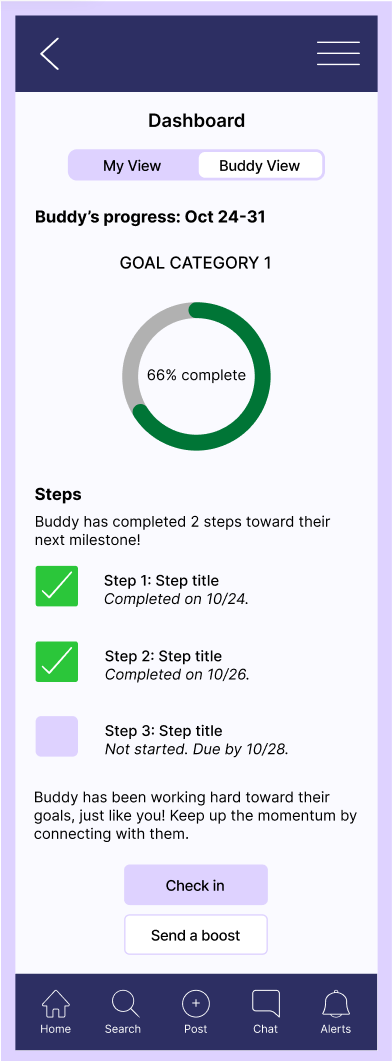 Dashboard
My View
Buddy View
Buddy’s progress: Oct 24-31
GOAL CATEGORY 1
66% complete
Steps
Buddy has completed 2 steps toward their
next milestone!
Step 1: Step title
Completed on 10/24.
Step 2: Step title
Completed on 10/26.
Step 3: Step title
Not started. Due by 10/28.
Buddy has been working hard toward their
goals, just like you! Keep up the momentum by
connecting with them.
Check in
Send a boost
Home
Search
Post
Chat
Alerts